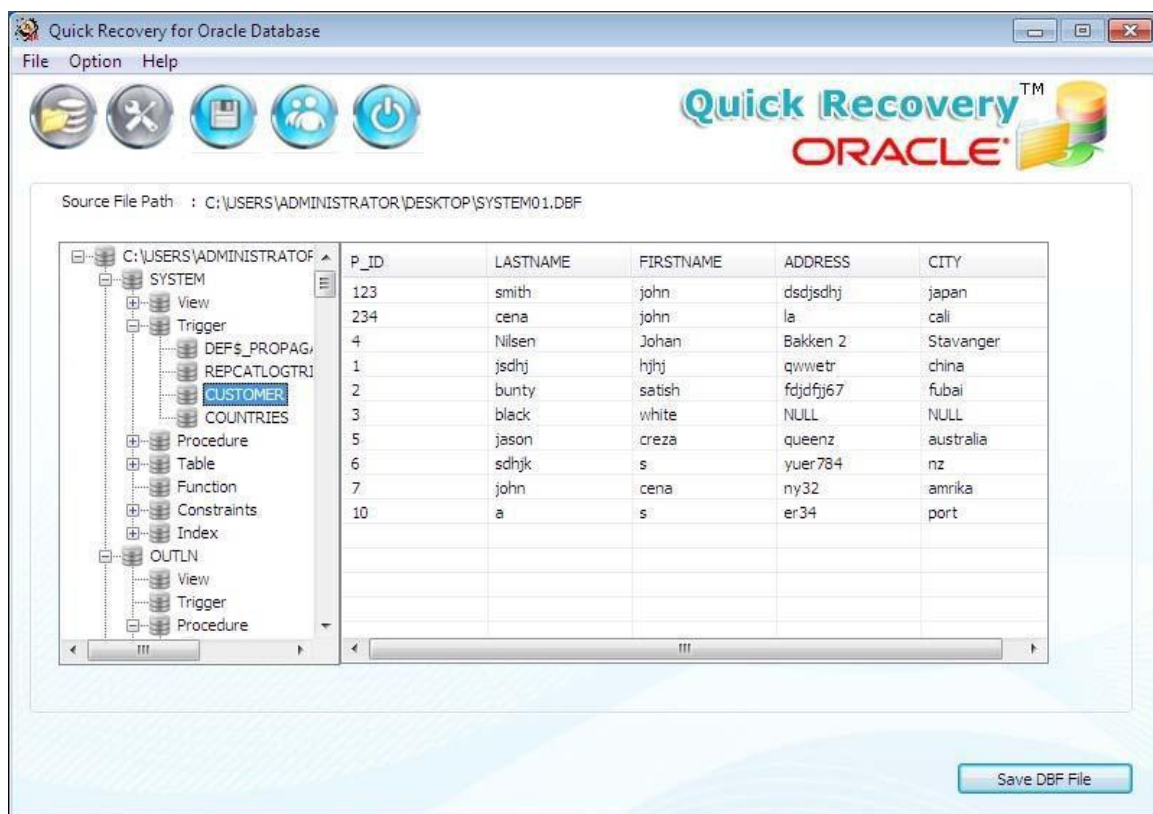 Quick Recovery for Oracle Database
File Option Help
Quick Recovery™
ORACLE
Source File Path : C:\USERS\ADMINISTRATOR\DESKTOP\SYSTEM01.DBF
C:\USERS\ADMINISTRATOR
SYSTEM
View
Trigger
DEF$_PROPAGA
REPCATLOGTRI
CUSTOMER
COUNTRIES
Procedure
Table
Function
Constraints
Index
OUTLN
View
Trigger
Procedure
P_ID LASTNAME FIRSTNAME ADDRESS CITY
123 smith john dsdjsdhj japan
234 cena john la cali
4 Nilsen Johan Bakken 2 Stavanger
1 jsdhj hjhj qwwetr china
2 bunty satish fdjdfjj67 fubai
3 black white NULL NULL
5 jason creza queenz australia
6 sdhjk s yuer784 nz
7 john cena ny32 amrika
10 a s er34 port
Save DBF File